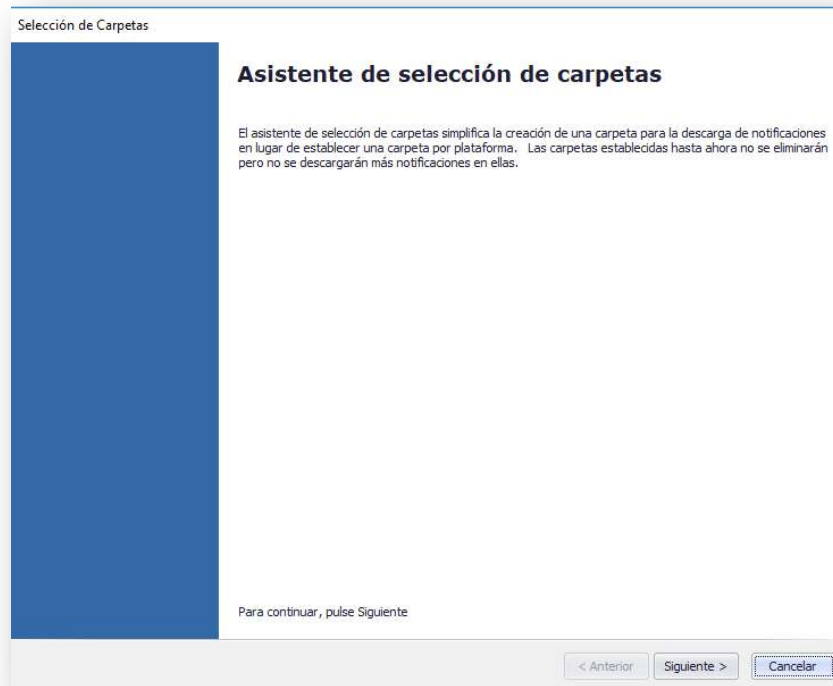 Selección de Carpetas
Asistente de selección de carpetas
El asistente de selección de carpetas simplifica la creación de una carpeta para la descarga de notificaciones
en lugar de establecer una carpeta por plataforma. Las carpetas establecidas hasta ahora no se eliminarán
pero no se descargarán más notificaciones en ellas.
Para continuar, pulse Siguiente
< Anterior Siguiente > Cancelar